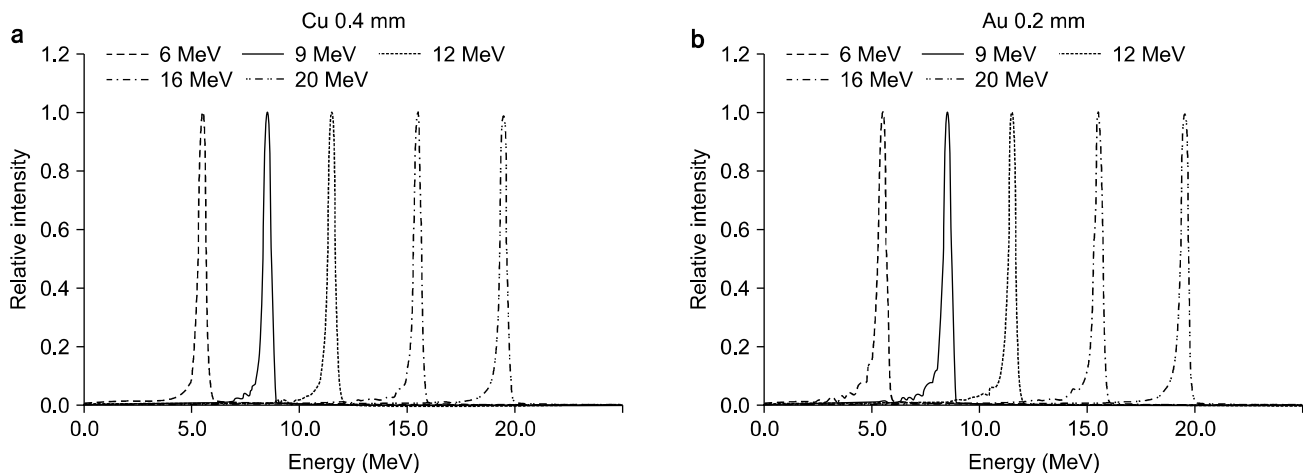 a
Cu 0.4 mm
6 MeV 9 MeV 12 MeV
16 MeV 20 MeV
1.2
1.0
0.8
0.6
0.4
0.2
0.0
Relative intensity
0.0 5.0 10.0 15.0 20.0
Energy (MeV)
b
Au 0.2 mm
6 MeV 9 MeV 12 MeV
16 MeV 20 MeV
1.2
1.0
0.8
0.6
0.4
0.2
0.0
Relative intensity
0.0 5.0 10.0 15.0 20.0
Energy (MeV)